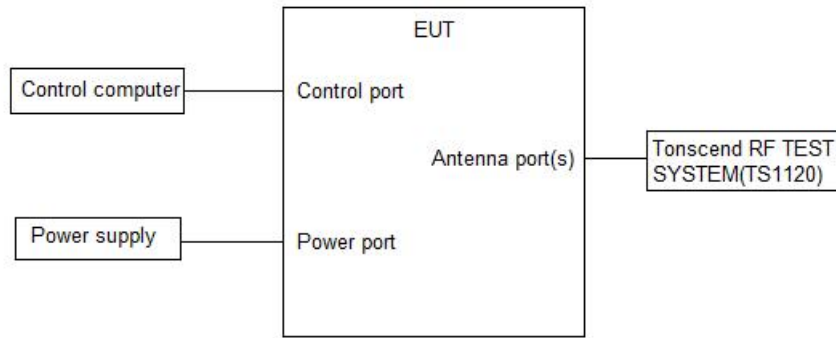 EUT
Control computer
Control port
Antenna port(s)
Tonscend RF TEST
SYSTEM(TS1120)
Power supply
Power port